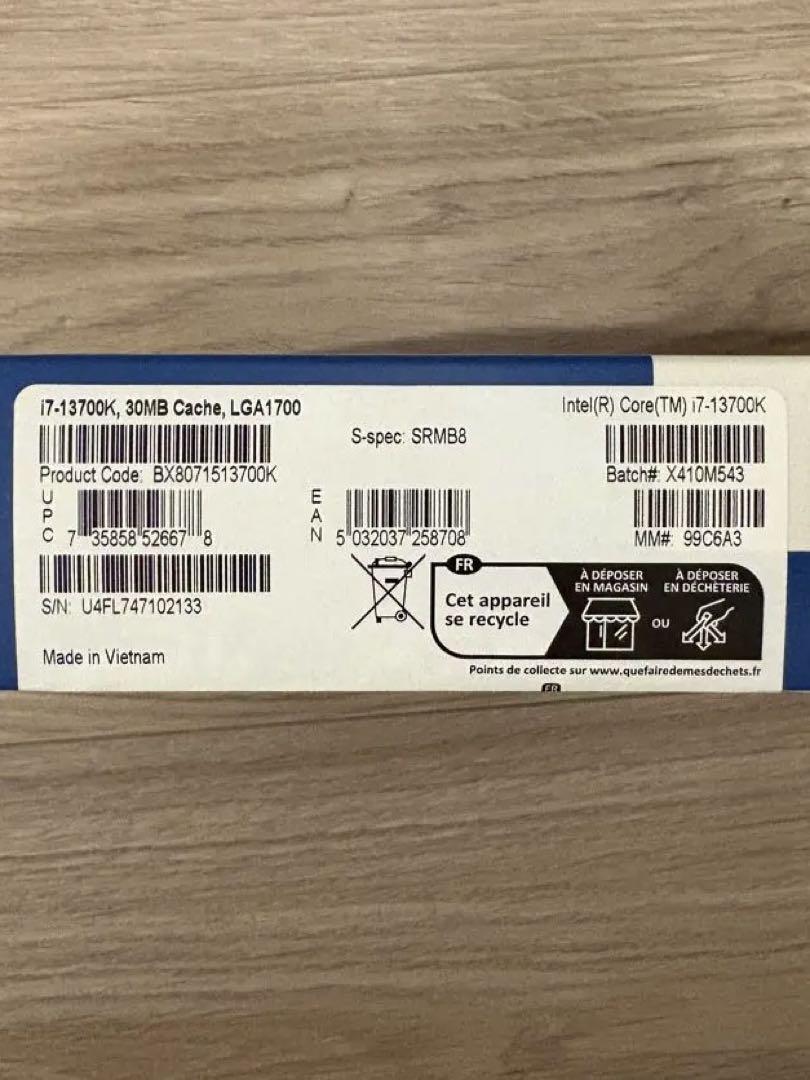 i7-13700K, 30MB Cache, LGA1700
Intel(R) Core(TM) i7-13700K
S-spec: SRMB8
Product Code: BX8071513700K
Batch#: X410M543
UPC 7 35858 52667 8
EAN 5 032037 258708
MM#: 99C6A3
S/N: U4FL747102133
FR
Cet appareil
se recycle
À DÉPOSER
EN MAGASIN
OU
À DÉPOSER
EN DÉCHÈTERIE
Made in Vietnam
Points de collecte sur www.quefairedemesdechets.fr
FR